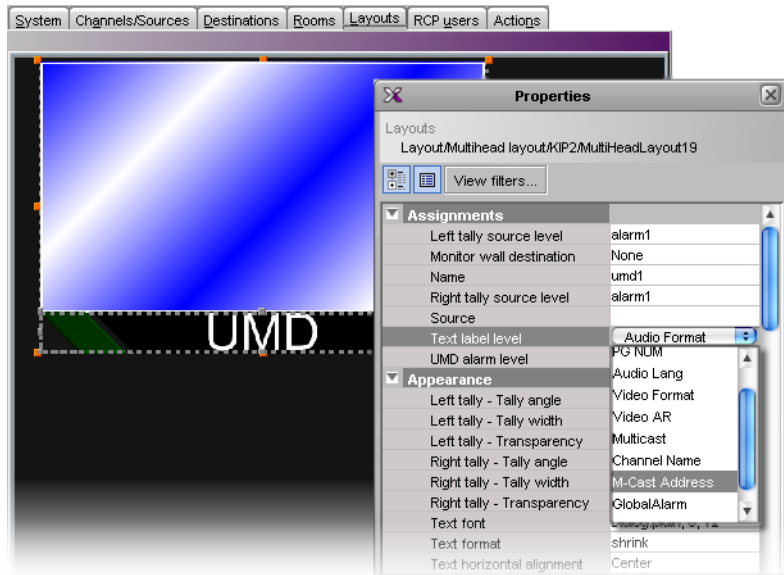 System Channels/Sources Destinations Rooms Layouts RCP users Actions
UMD
Properties
Layouts
Layout/Multihead layout/KIP2/MultiHeadLayout19
View filters...
Assignments
Left tally source level alarm1
Monitor wall destination None
Name umd1
Right tally source level alarm1
Source
Text label level Audio Format
UMD alarm level PG NUM
Audio Lang
Appearance
Video Format
Left tally - Tally angle
Video AR
Left tally - Tally width
Multicast
Left tally - Transparency
Channel Name
Right tally - Tally angle
M-Cast Address
Right tally - Tally width
GlobalAlarm
Right tally - Transparency
Text font
Text format shrink
Text horizontal alignment Center